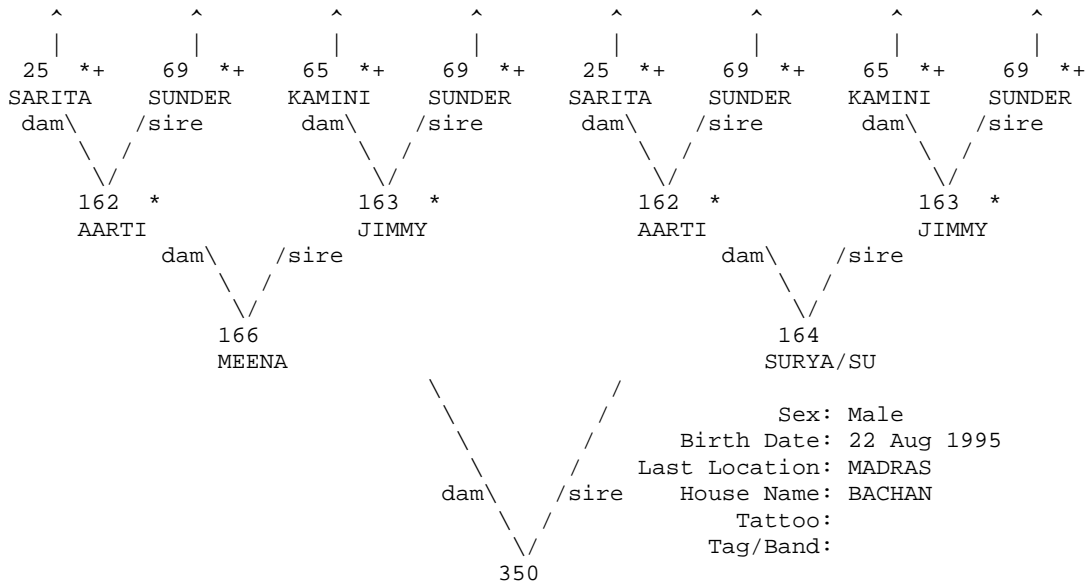 ^ ^ ^ ^ ^ ^ ^ ^
| | | | | | | |
25 *+ 69 *+ 65 *+ 69 *+ 25 *+ 69 *+ 65 *+ 69 *+
SARITA SUNDER KAMINI SUNDER SARITA SUNDER KAMINI SUNDER
dam\ /sire dam\ /sire dam\ /sire dam\ /sire
\ / \ / \ / \ /
\/ \/ \/ \/
162 * 163 * 162 * 163 *
AARTI JIMMY AARTI JIMMY
dam\ /sire dam\ /sire
\ / \ /
\/ \/
166 164
MEENA SURYA/SU
\ /
\ / Sex: Male
\ / Birth Date: 22 Aug 1995
\ / Last Location: MADRAS
dam\ /sire House Name: BACHAN
\ / Tattoo:
\/ Tag/Band:
350